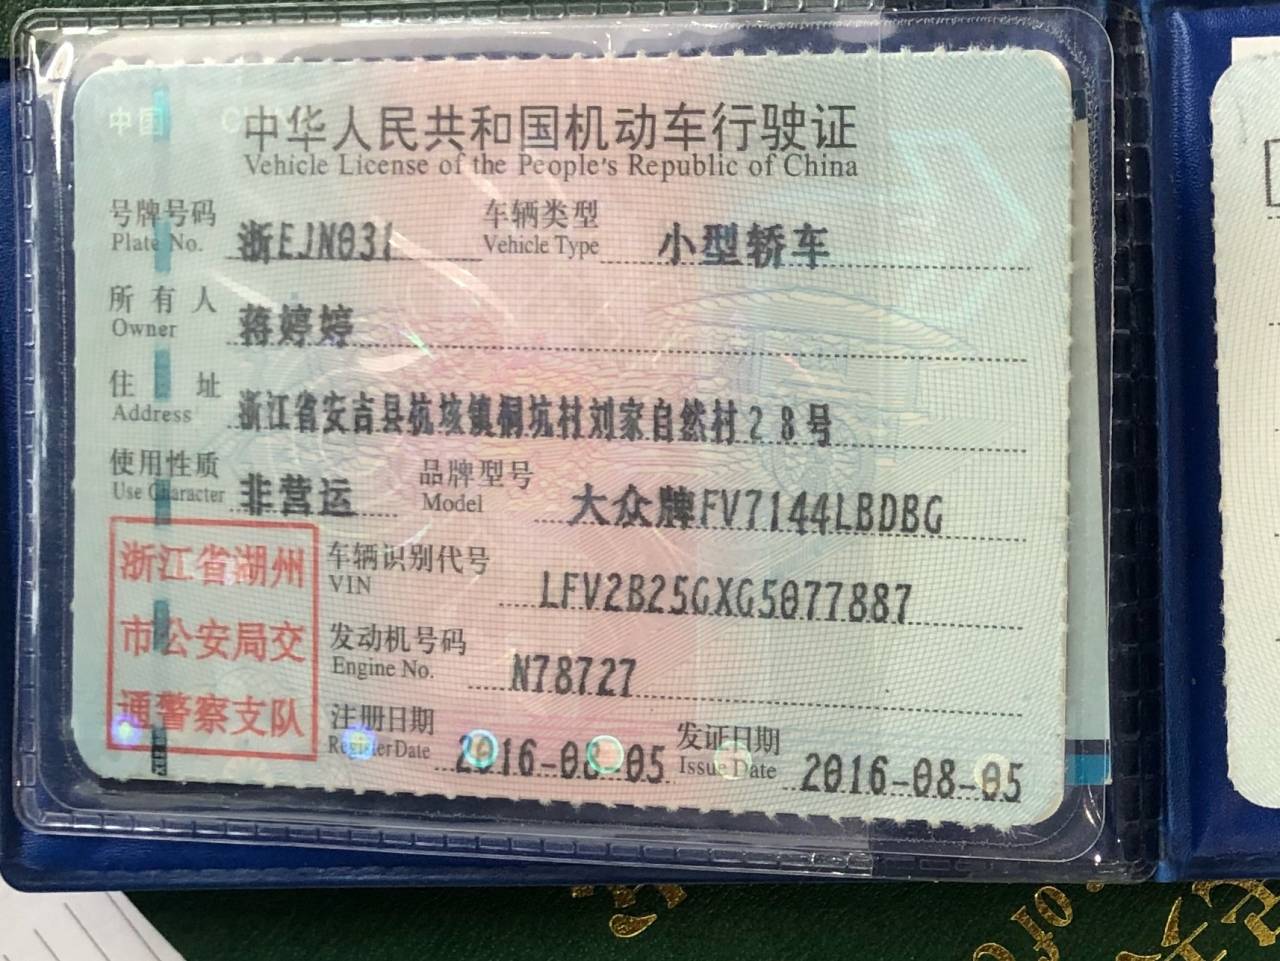 中国 CHINA
中华人民共和国机动车行驶证
Vehicle License of the People's Republic of China
号牌号码 浙EJN031 车辆类型 小型轿车
Plate No. Vehicle Type
所有人 蒋婷婷
Owner
住址 浙江省安吉县杭垓镇桐坑村刘家自然村28号
Address
使用性质 非营运 品牌型号 大众牌FV7144LBDBG
Use Character Model
浙江省湖州
市公安局交
通警察支队
车辆识别代号 LFV2B25GXG5077887
VIN
发动机号码 N78727
Engine No.
注册日期 2016-08-05 发证日期 2016-08-05
Register Date Issue Date
of